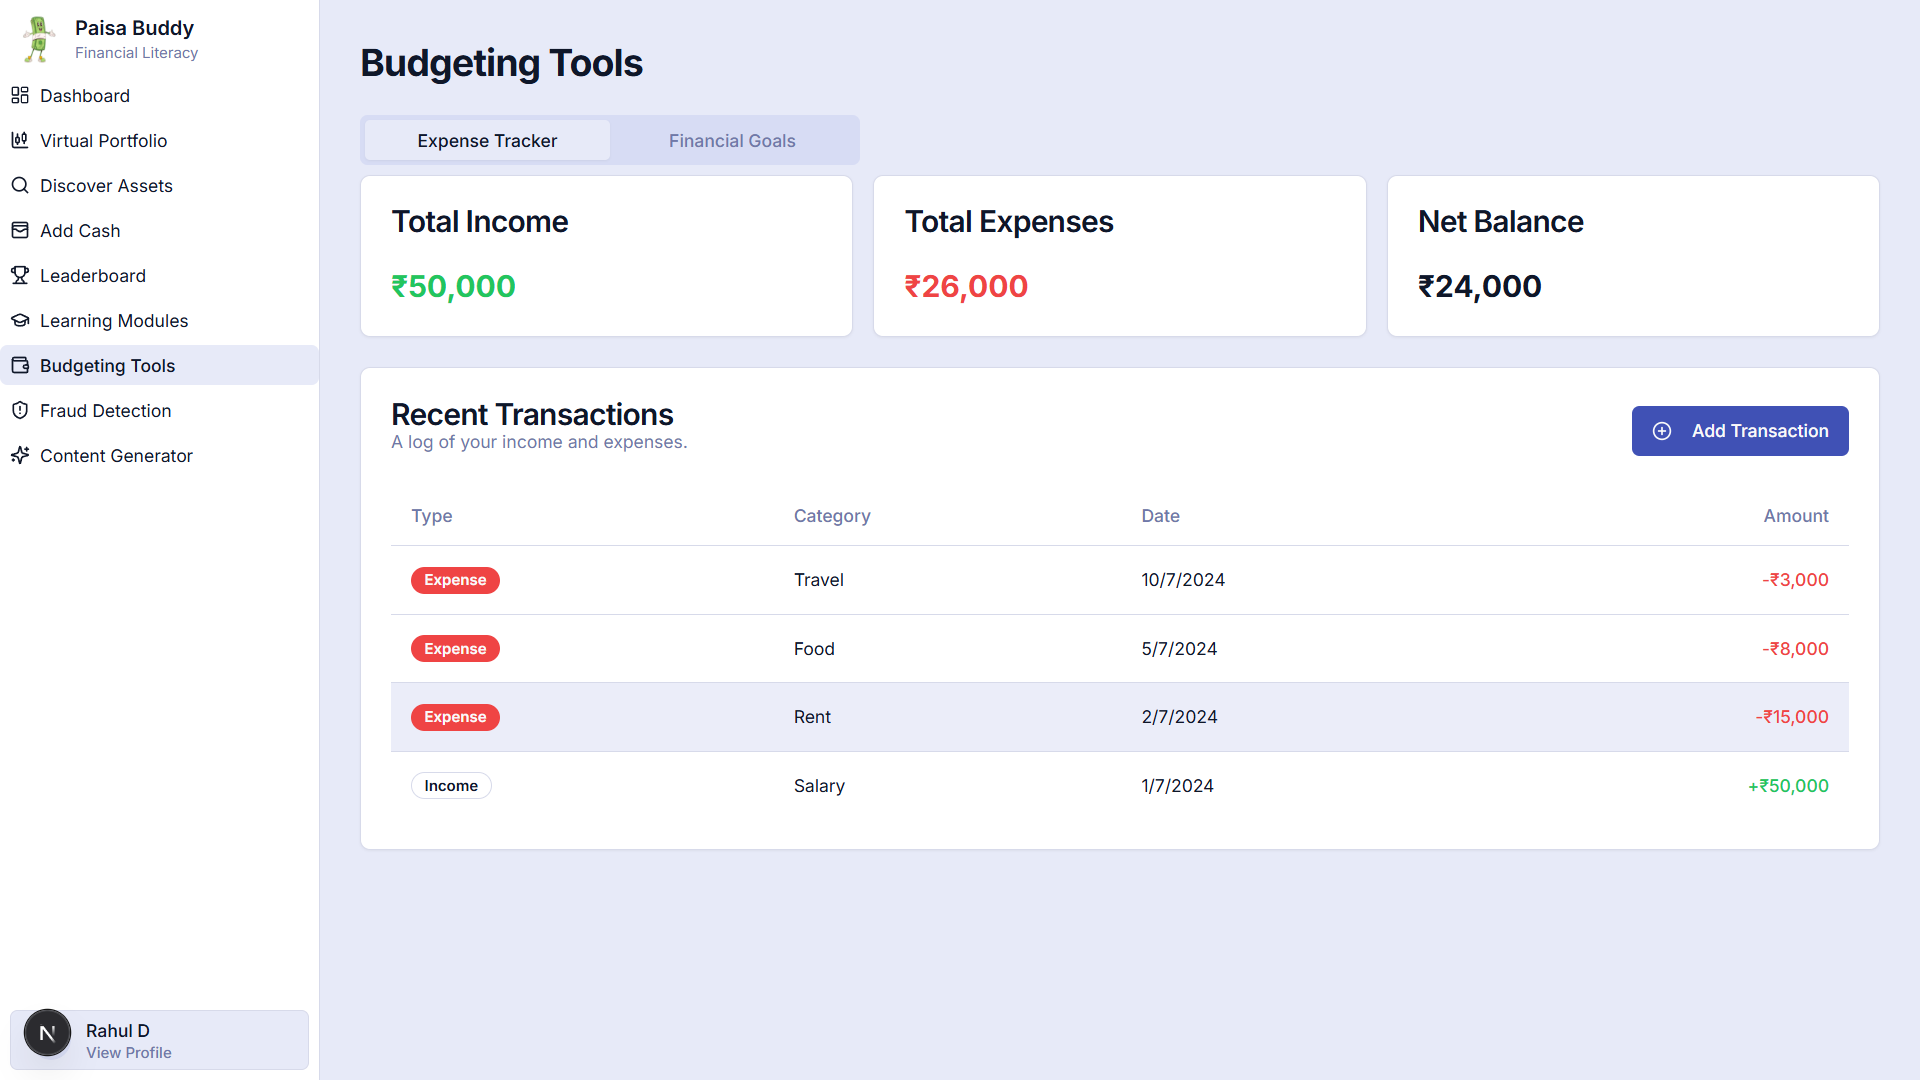 Paisa Buddy
Financial Literacy
Dashboard
Virtual Portfolio
Discover Assets
Add Cash
Leaderboard
Learning Modules
Budgeting Tools
Fraud Detection
Content Generator
N
Rahul D
View Profile
Budgeting Tools
Expense Tracker Financial Goals
Total Income Total Expenses Net Balance
₹50,000 ₹26,000 ₹24,000
Recent Transactions
A log of your income and expenses.
Add Transaction
Type Category Date Amount
Expense Travel 10/7/2024 -₹3,000
Expense Food 5/7/2024 -₹8,000
Expense Rent 2/7/2024 -₹15,000
Income Salary 1/7/2024 +₹50,000